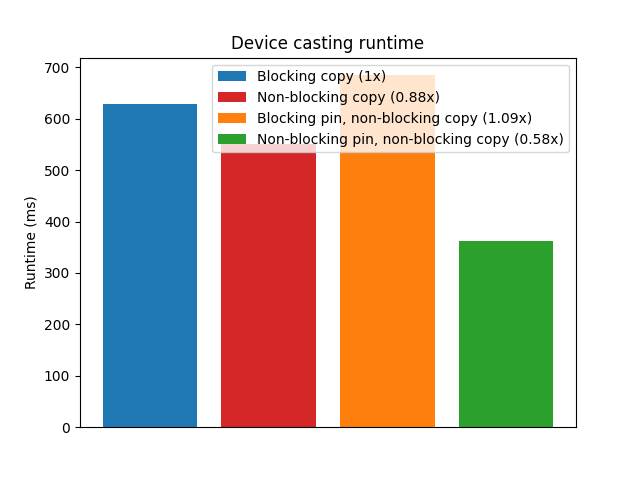 Device casting runtime
Blocking copy (1x)
Non-blocking copy (0.88x)
Blocking pin, non-blocking copy (1.09x)
Non-blocking pin, non-blocking copy (0.58x)
Runtime (ms)
700
600
500
400
300
200
100
0